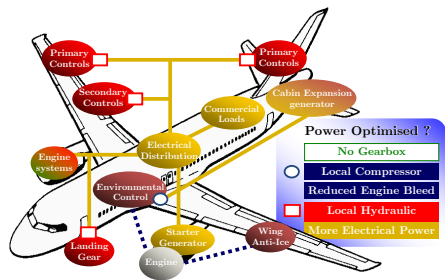 Primary
Controls
Primary
Controls
Secondary
Controls
Cabin Expansion
generator
Commercial
Loads
Electrical
Distribution
Engine
systems
Environmental
Control
Landing
Gear
Starter
Generator
Wing
Anti-Ice
Engine
Power Optimised ?
No Gearbox
Local Compressor
Reduced Engine Bleed
Local Hydraulic
More Electrical Power